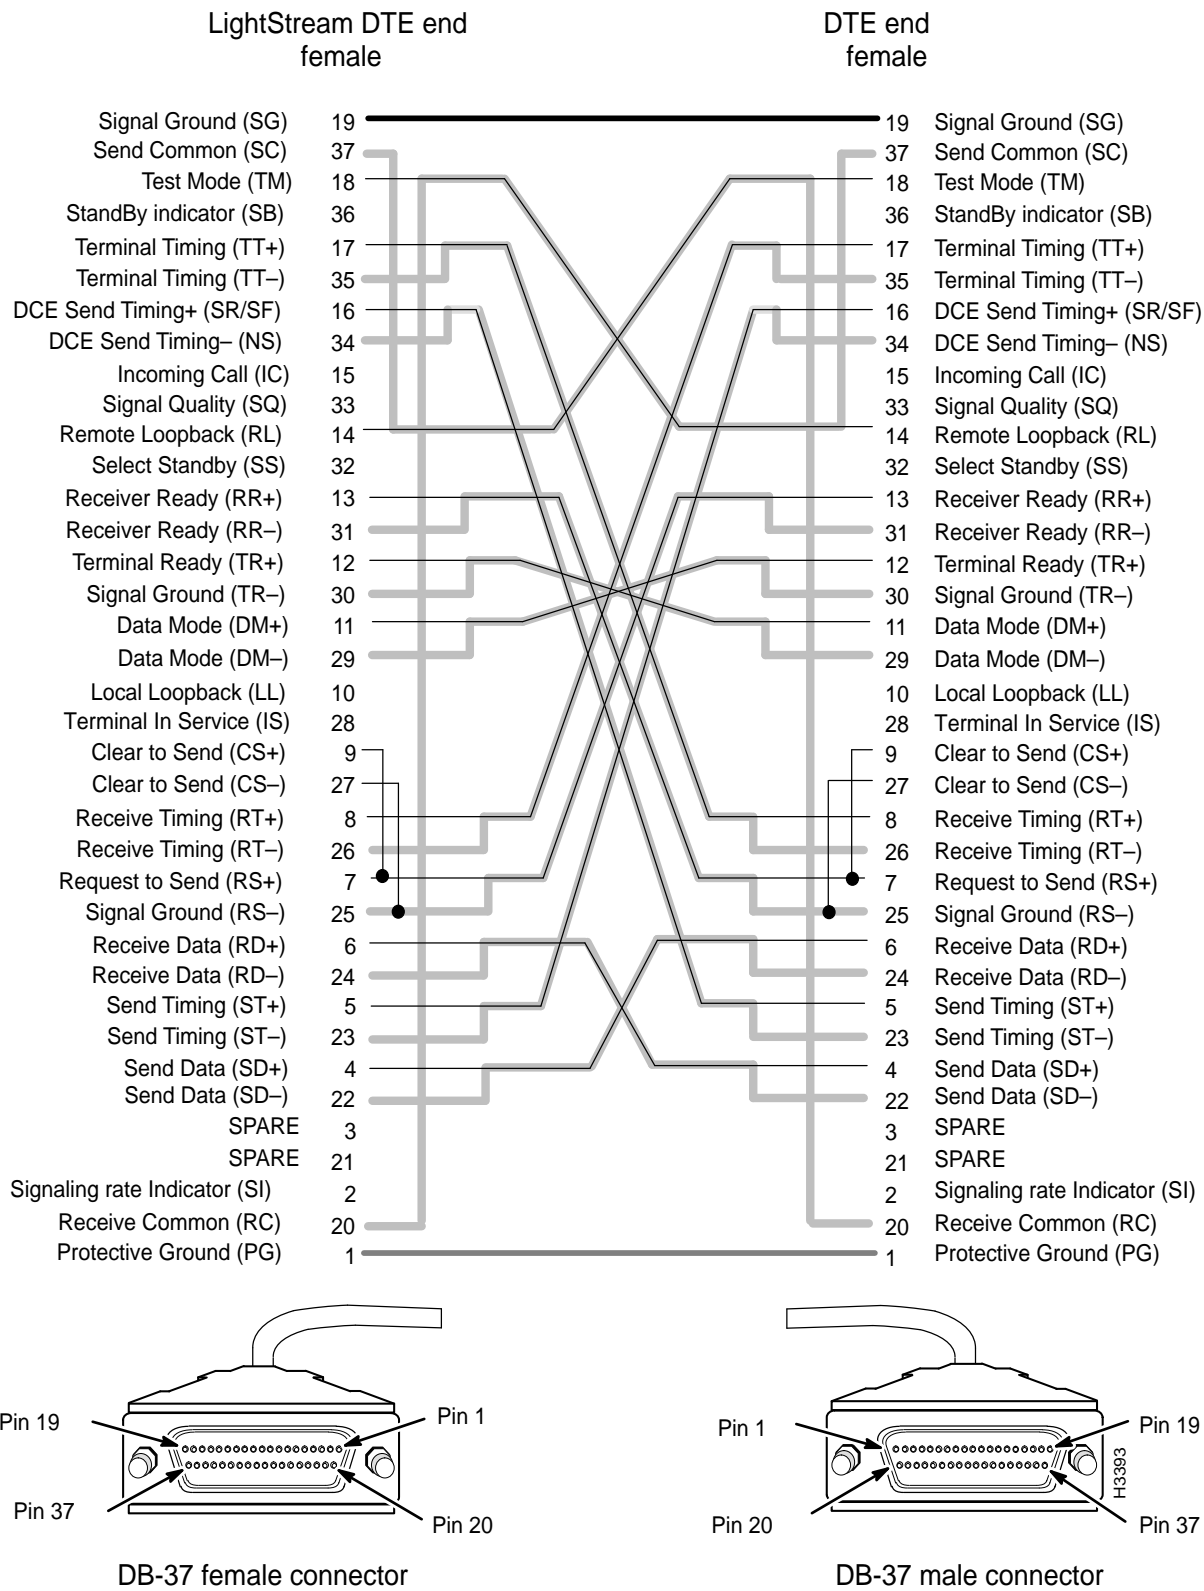 LightStream DTE end
female
DTE end
female
Signal Ground (SG) 19 19 Signal Ground (SG)
Send Common (SC) 37 37 Send Common (SC)
Test Mode (TM) 18 18 Test Mode (TM)
StandBy indicator (SB) 36 36 StandBy indicator (SB)
Terminal Timing (TT+) 17 17 Terminal Timing (TT+)
Terminal Timing (TT–) 35 35 Terminal Timing (TT–)
DCE Send Timing+ (SR/SF) 16 16 DCE Send Timing+ (SR/SF)
DCE Send Timing– (NS) 34 34 DCE Send Timing– (NS)
Incoming Call (IC) 15 15 Incoming Call (IC)
Signal Quality (SQ) 33 33 Signal Quality (SQ)
Remote Loopback (RL) 14 14 Remote Loopback (RL)
Select Standby (SS) 32 32 Select Standby (SS)
Receiver Ready (RR+) 13 13 Receiver Ready (RR+)
Receiver Ready (RR–) 31 31 Receiver Ready (RR–)
Terminal Ready (TR+) 12 12 Terminal Ready (TR+)
Signal Ground (TR–) 30 30 Signal Ground (TR–)
Data Mode (DM+) 11 11 Data Mode (DM+)
Data Mode (DM–) 29 29 Data Mode (DM–)
Local Loopback (LL) 10 10 Local Loopback (LL)
Terminal In Service (IS) 28 28 Terminal In Service (IS)
Clear to Send (CS+) 9 9 Clear to Send (CS+)
Clear to Send (CS–) 27 27 Clear to Send (CS–)
Receive Timing (RT+) 8 8 Receive Timing (RT+)
Receive Timing (RT–) 26 26 Receive Timing (RT–)
Request to Send (RS+) 7 7 Request to Send (RS+)
Signal Ground (RS–) 25 25 Signal Ground (RS–)
Receive Data (RD+) 6 6 Receive Data (RD+)
Receive Data (RD–) 24 24 Receive Data (RD–)
Send Timing (ST+) 5 5 Send Timing (ST+)
Send Timing (ST–) 23 23 Send Timing (ST–)
Send Data (SD+) 4 4 Send Data (SD+)
Send Data (SD–) 22 22 Send Data (SD–)
SPARE 3 3 SPARE
SPARE 21 21 SPARE
Signaling rate Indicator (SI) 2 2 Signaling rate Indicator (SI)
Receive Common (RC) 20 20 Receive Common (RC)
Protective Ground (PG) 1 1 Protective Ground (PG)
Pin 19
Pin 1
Pin 37
Pin 20
DB-37 female connector
Pin 1
Pin 19
Pin 20
Pin 37
H3393
DB-37 male connector